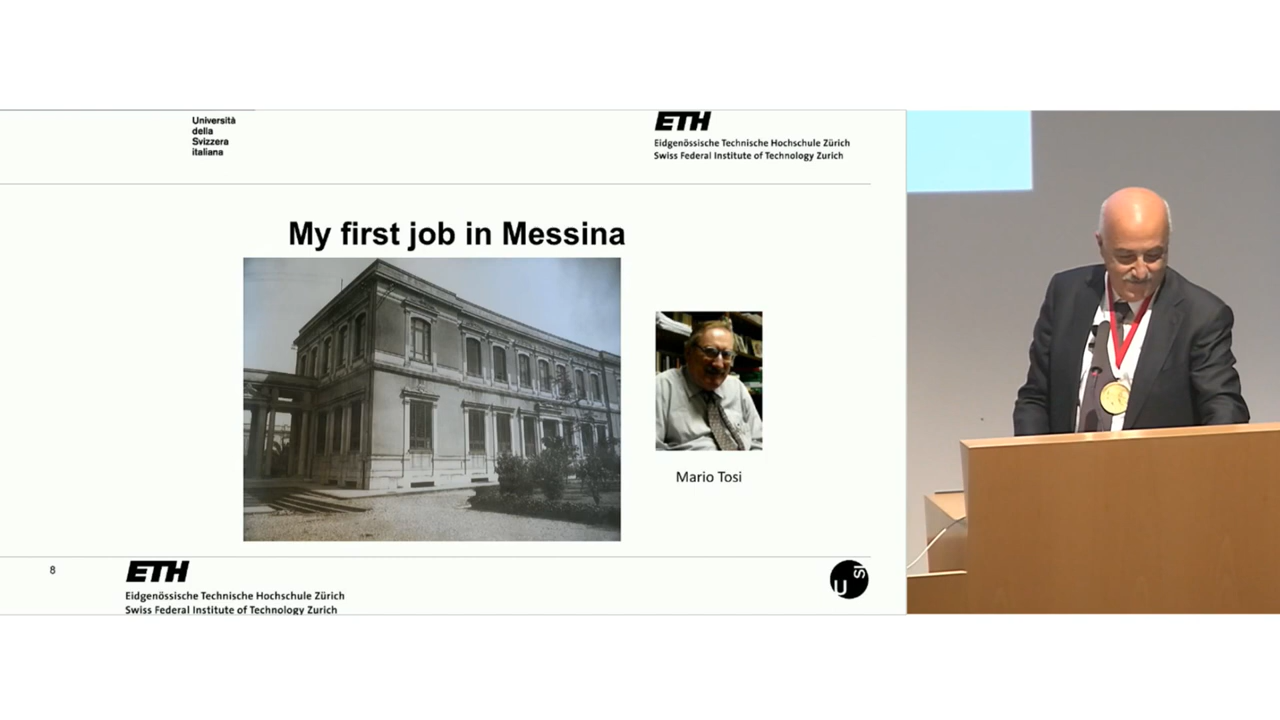 Università
della
Svizzera
italiana
ETH
Eidgenössische Technische Hochschule Zürich
Swiss Federal Institute of Technology Zurich
My first job in Messina
Mario Tosi
8
ETH
Eidgenössische Technische Hochschule Zürich
Swiss Federal Institute of Technology Zurich
U
SI